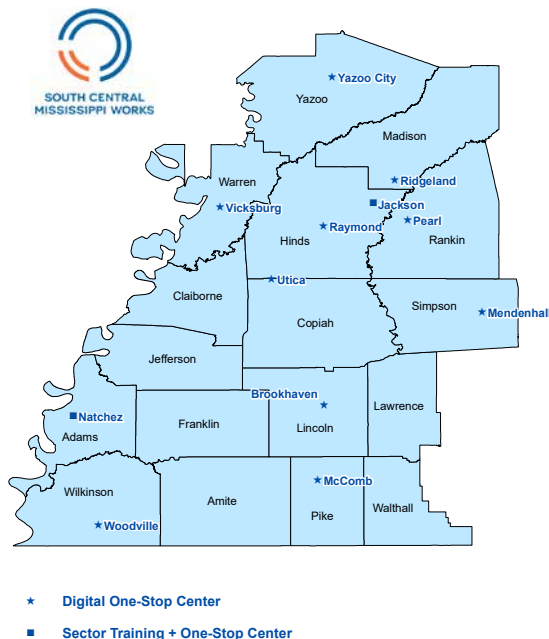 SOUTH CENTRAL
MISSISSIPPI WORKS
Yazoo City
Yazoo
Madison
Warren
Ridgeland
Vicksburg
Jackson
Raymond
Pearl
Hinds
Rankin
Utica
Claiborne
Simpson
Mendenhall
Copiah
Jefferson
Brookhaven
Lawrence
Natchez
Franklin
Lincoln
Adams
Wilkinson
McComb
Amite
Walthall
Pike
Woodville
Digital One-Stop Center
Sector Training + One-Stop Center